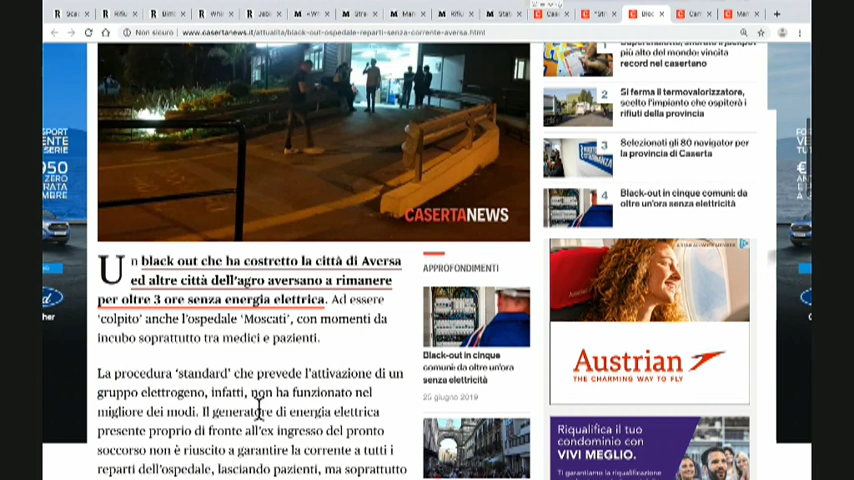 Non sicuro | www.casertanews.it/attualita/black-out-ospedale-reparti-senza-corrente-aversa.html
più alto del mondo: vincita
record nel casertano
2
Si ferma il termovalorizzatore,
scelto l'impianto che ospiterà i
rifiuti della provincia
3
Selezionati gli 80 navigator per
la provincia di Caserta
4
Black-out in cinque comuni: da
oltre un'ora senza elettricità
CASERTANEWS
Un black out che ha costretto la città di Aversa
ed altre città dell'agro aversano a rimanere
per oltre 3 ore senza energia elettrica. Ad essere
'colpito' anche l'ospedale 'Moscati', con momenti da
incubo soprattutto tra medici e pazienti.
La procedura 'standard' che prevede l'attivazione di un
gruppo elettrogeno, infatti, non ha funzionato nel
migliore dei modi. Il generatore di energia elettrica
presente proprio di fronte all'ex ingresso del pronto
soccorso non è riuscito a garantire la corrente a tutti i
reparti dell'ospedale, lasciando pazienti, ma soprattutto
APPROFONDIMENTI
Black-out in cinque
comuni: da oltre un'ora
senza elettricità
25 giugno 2019
Austrian
THE CHARMING WAY TO FLY
Riqualifica il tuo
condominio con
VIVI MEGLIO.
Ti garantiamo la riqualificazione